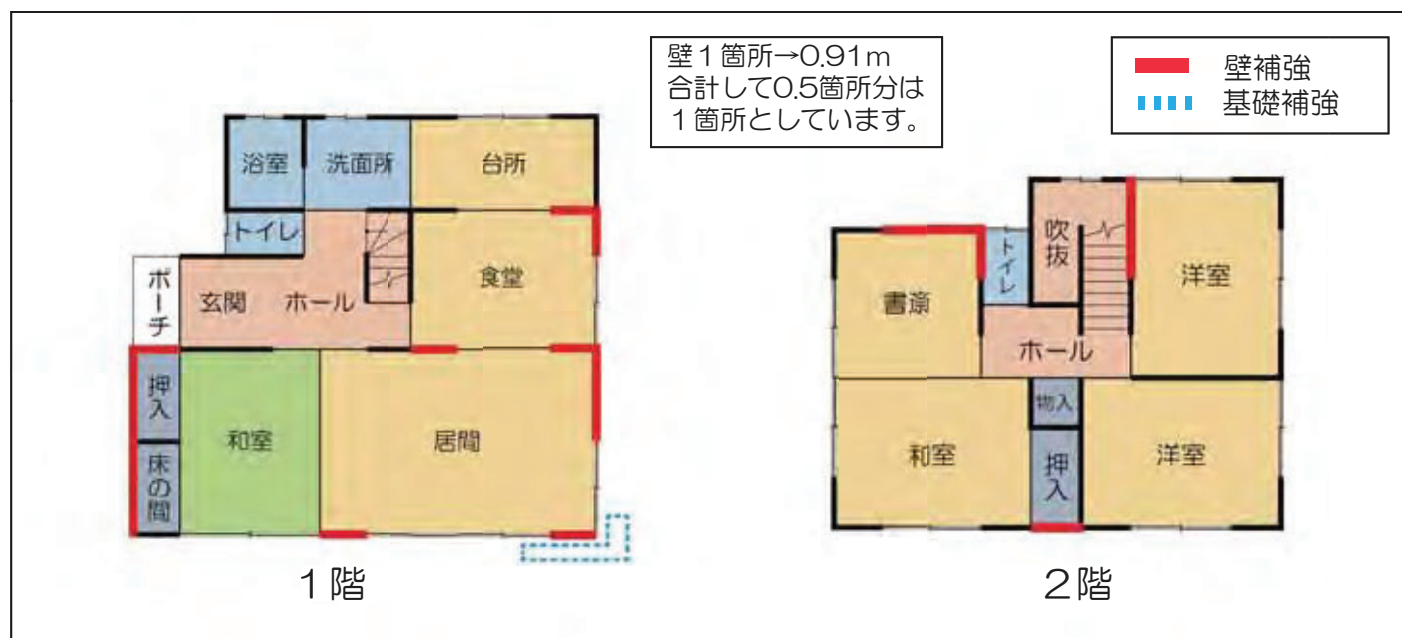 壁１箇所→0.91ｍ
合計して0.5箇所分は
１箇所としています。
壁補強
基礎補強
浴室
洗面所
台所
トイレ
食堂
ポーチ
玄関
ホール
押入
床の間
和室
居間
１階
吹抜
トイレ
洋室
書斎
ホール
物入
和室
押入
洋室
２階